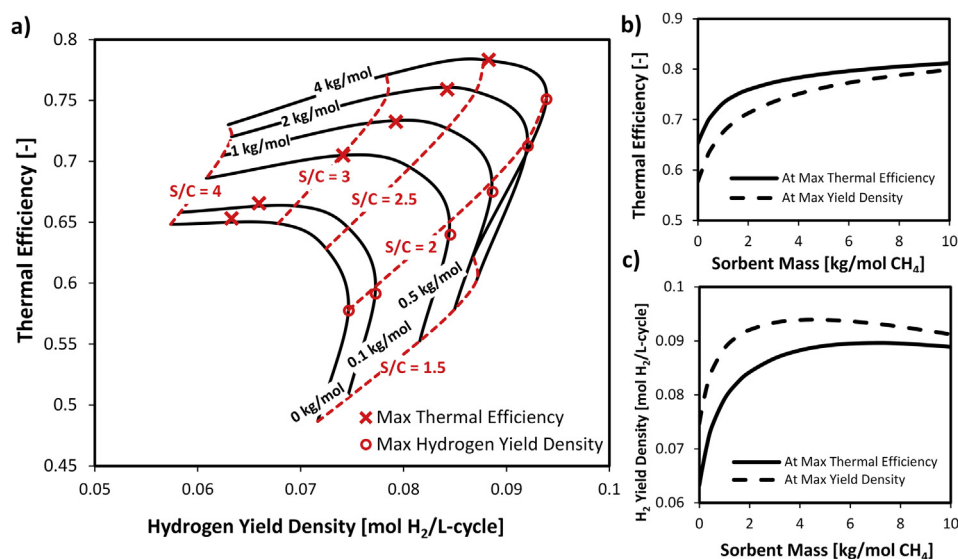 a)
Thermal Efficiency [-]
0.8
0.75
0.7
0.65
0.6
0.55
0.5
0.45
0.05
0.06
0.07
0.08
0.09
0.1
Hydrogen Yield Density [mol H₂/L-cycle]
4 kg/mol
2 kg/mol
1 kg/mol
0.5 kg/mol
0.1 kg/mol
0 kg/mol
S/C = 4
S/C = 3
S/C = 2.5
S/C = 2
S/C = 1.5
Max Thermal Efficiency
Max Hydrogen Yield Density
b)
Thermal Efficiency [-]
0.9
0.8
0.7
0.6
0.5
At Max Thermal Efficiency
At Max Yield Density
0 2 4 6 8 10
Sorbent Mass [kg/mol CH₄]
c)
H₂ Yield Density [mol H₂/L-cycle]
0.10
0.09
0.08
0.07
0.06
At Max Thermal Efficiency
At Max Yield Density
0 2 4 6 8 10
Sorbent Mass [kg/mol CH₄]